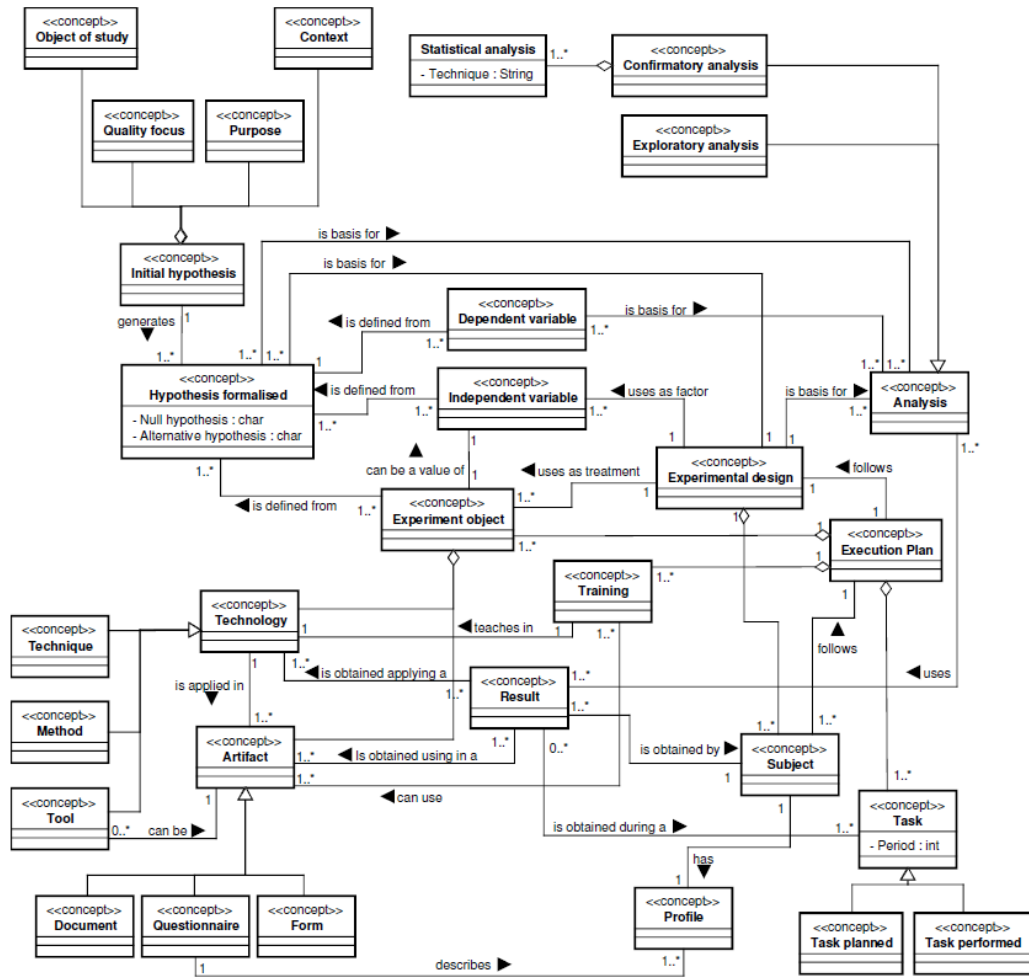 <<concept>>
Object of study
<<concept>>
Context
Statistical analysis
- Technique : String
1..*
<<concept>>
Confirmatory analysis
<<concept>>
Quality focus
<<concept>>
Purpose
<<concept>>
Exploratory analysis
is basis for
<<concept>>
Initial hypothesis
is basis for
1
generates
<<concept>>
Dependent variable
is basis for
is defined from
1..*
1..*
1..*
1..*
1..*
1
1..*
1..*
1..*
<<concept>>
Hypothesis formalised
- Null hypothesis : char
- Alternative hypothesis : char
is defined from
1..*
1..*
<<concept>>
Independent variable
uses as factor
1..*
is basis for
1..*
<<concept>>
Analysis
1
1
1
1
1..*
can be a value of
1
1..*
is defined from
1..*
<<concept>>
Experiment object
1..*
uses as treatment
1
<<concept>>
Experimental design
1
follows
1
1..*
1
1
<<concept>>
Execution Plan
1
1
<<concept>>
Training
1..*
1
1..*
teaches in
<<concept>>
Technology
1
1
1..*
<<concept>>
Technique
is obtained applying a
1..*
<<concept>>
Result
1..*
1..*
0..*
1..*
follows
uses
is applied in
1..*
<<concept>>
Method
<<concept>>
Artifact
1..*
1..*
1
Is obtained using in a
is obtained by
1..*
1..*
<<concept>>
Subject
1
1
can use
<<concept>>
Tool
0..*
can be
is obtained during a
1..*
1..*
<<concept>>
Task
- Period : int
has
1
<<concept>>
Document
<<concept>>
Questionnaire
<<concept>>
Form
<<concept>>
Profile
<<concept>>
Task planned
<<concept>>
Task performed
1
describes
1..*